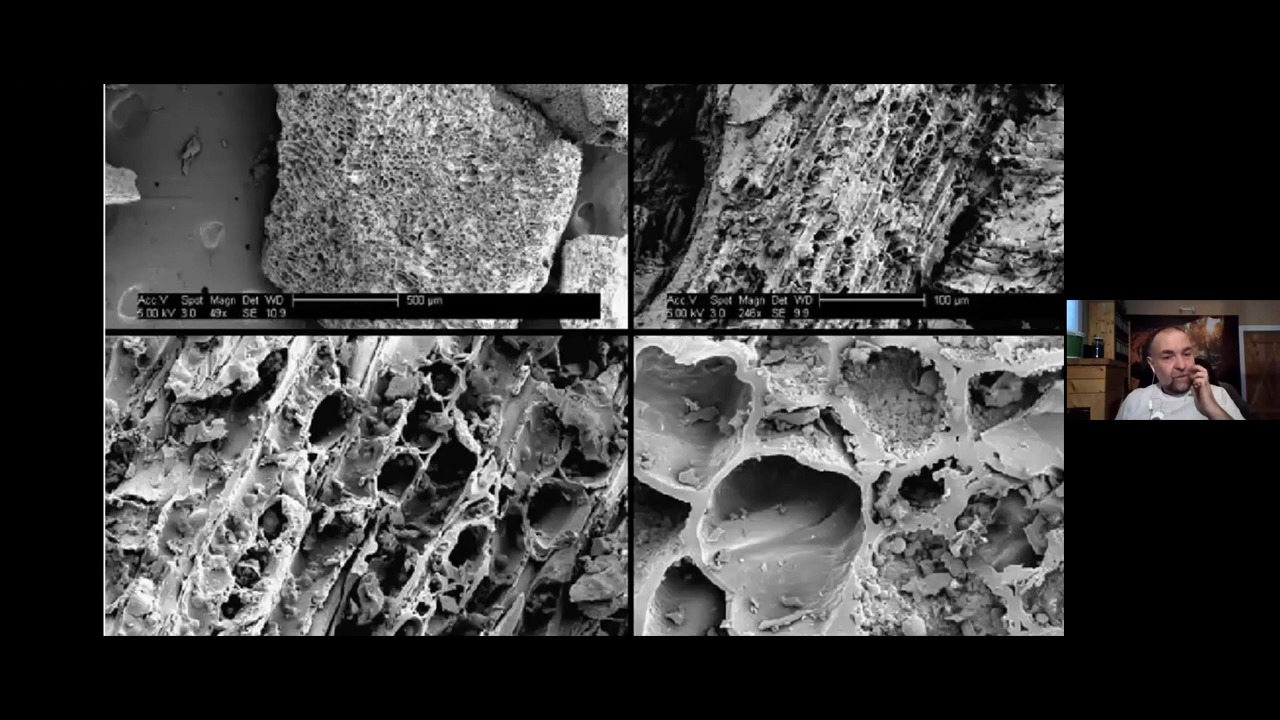 Acc.V Spot Magn Det WD 500 µm
5.00 kV 3.0 49x SE 10.9
Acc.V Spot Magn Det WD 100 µm
5.00 kV 3.0 246x SE 9.9